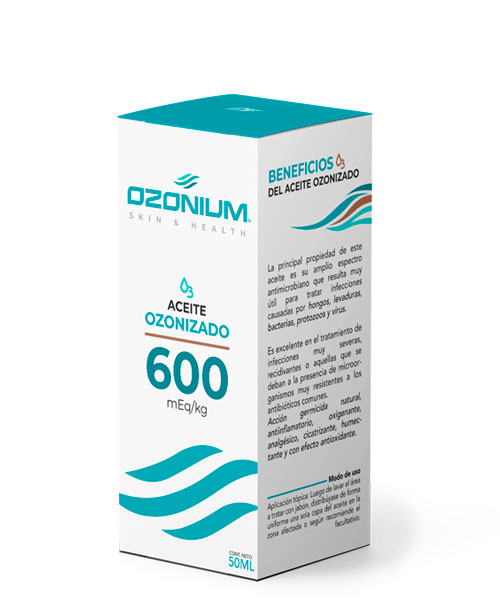 OZONIUM®
SKIN & HEALTH
O3
ACEITE
OZONIZADO
600
mEq/kg
CONT. NETO
50ML
BENEFICIOS O3
DEL ACEITE OZONIZADO
La principal propiedad de este
aceite es su amplio espectro
antimicrobiano que resulta muy
útil para tratar infecciones
causadas por hongos, levaduras,
bacterias, protozoos y virus.
Es excelente en el tratamiento de
infecciones muy severas,
recidivantes o aquellas que se
deban a la presencia de microor-
ganismos muy resistentes a los
antibióticos comunes.
Acción germicida natural,
antiinflamatorio, oxigenante,
analgésico, cicatrizante, humec-
tante y con efecto antioxidante.
Modo de uso
Aplicación tópica: Luego de lavar el área
a tratar con jabón, distribúyase de forma
uniforme una sola capa del aceite en la
zona afectada o según recomiende el
facultativo.